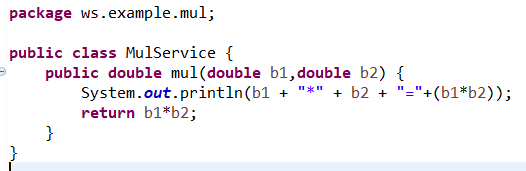 package ws.example.mul;
public class MulService {
public double mul(double b1,double b2) {
System.out.println(b1 + "*" + b2 + "="+(b1*b2));
return b1*b2;
}
}